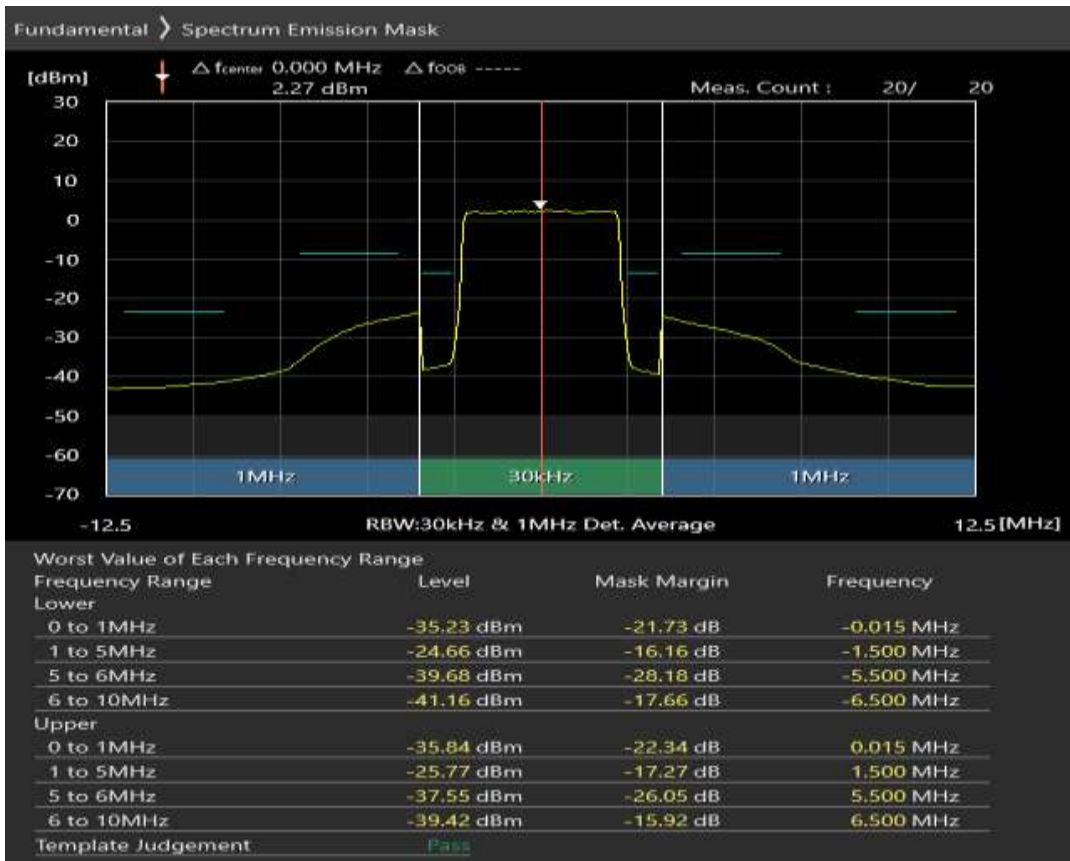 Fundamental ❯ Spectrum Emission Mask
[dBm] △ fcenter 0.000 MHz △ fOOB -----
2.27 dBm Meas. Count : 20/ 20
30
20
10
0
-10
-20
-30
-40
-50
-60
-70
1MHz 30kHz 1MHz
-12.5 RBW:30kHz & 1MHz Det. Average 12.5 [MHz]
Worst Value of Each Frequency Range
Frequency Range Level Mask Margin Frequency
Lower
0 to 1MHz -35.23 dBm -21.73 dB -0.015 MHz
1 to 5MHz -24.66 dBm -16.16 dB -1.500 MHz
5 to 6MHz -39.68 dBm -28.18 dB -5.500 MHz
6 to 10MHz -41.16 dBm -17.66 dB -6.500 MHz
Upper
0 to 1MHz -35.84 dBm -22.34 dB 0.015 MHz
1 to 5MHz -25.77 dBm -17.27 dB 1.500 MHz
5 to 6MHz -37.55 dBm -26.05 dB 5.500 MHz
6 to 10MHz -39.42 dBm -15.92 dB 6.500 MHz
Template Judgement Pass